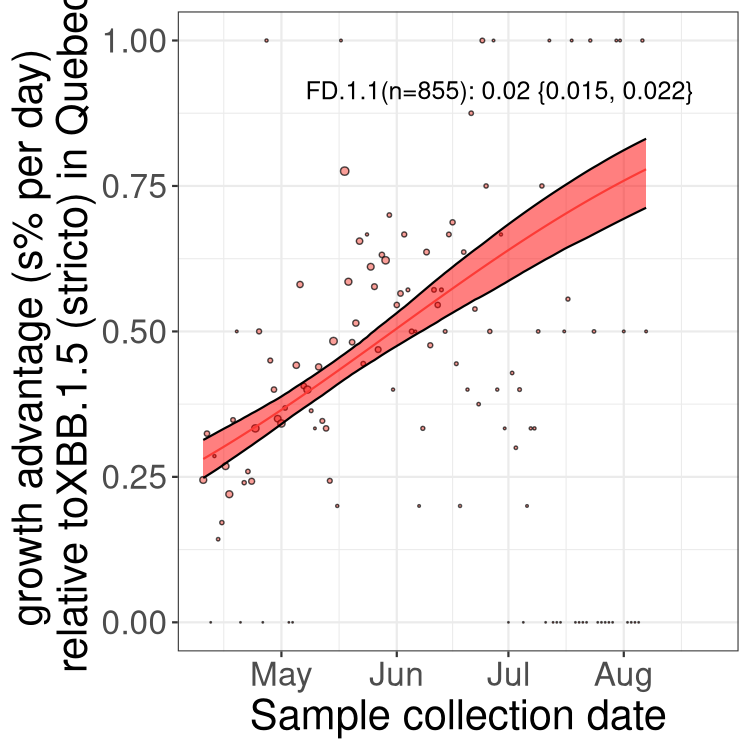 growth advantage (s% per day)
relative toXBB.1.5 (stricto) in Quebec
1.00
0.75
0.50
0.25
0.00
FD.1.1(n=855): 0.02 {0.015, 0.022}
May Jun Jul Aug
Sample collection date